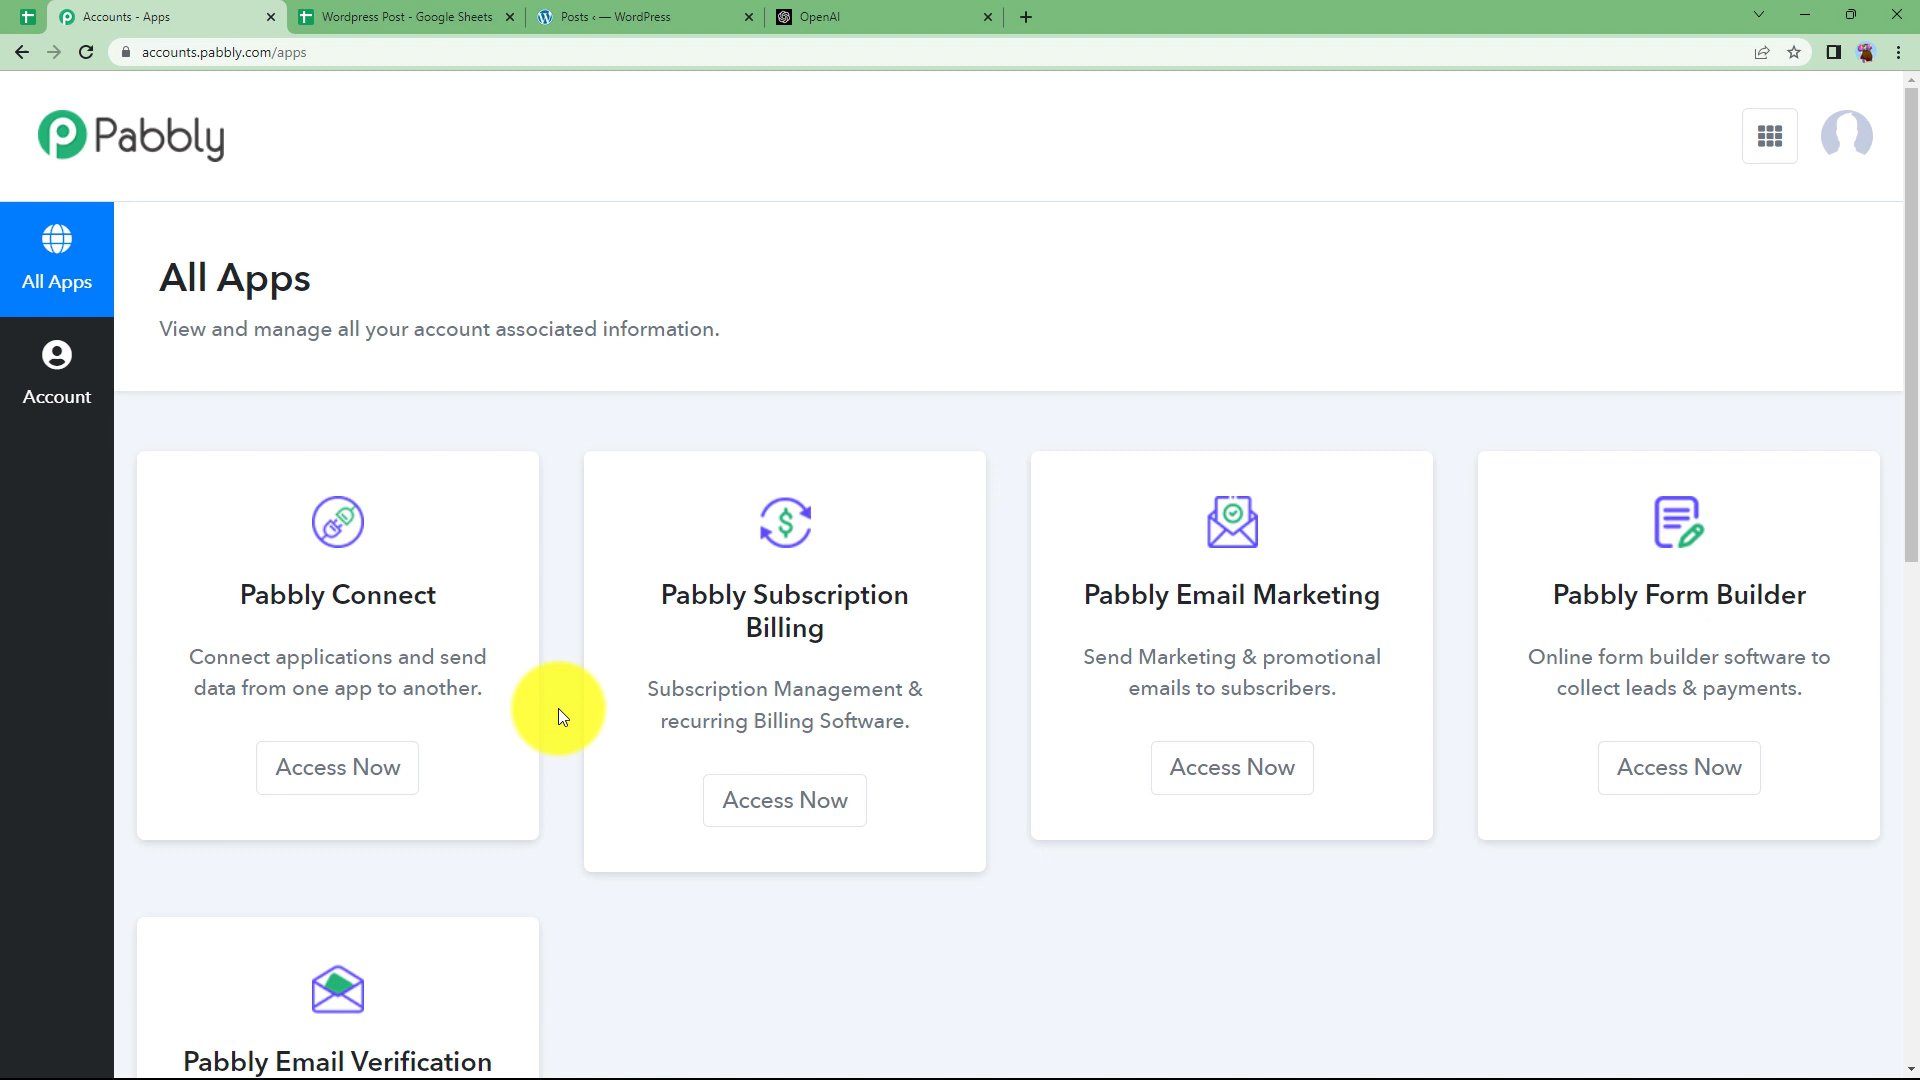 Accounts - Apps
Wordpress Post - Google Sheets
Posts ‹ — WordPress
OpenAI
accounts.pabbly.com/apps
Pabbly
All Apps
Account
All Apps
View and manage all your account associated information.
Pabbly Connect
Connect applications and send
data from one app to another.
Access Now
Pabbly Subscription
Billing
Subscription Management &
recurring Billing Software.
Access Now
Pabbly Email Marketing
Send Marketing & promotional
emails to subscribers.
Access Now
Pabbly Form Builder
Online form builder software to
collect leads & payments.
Access Now
Pabbly Email Verification